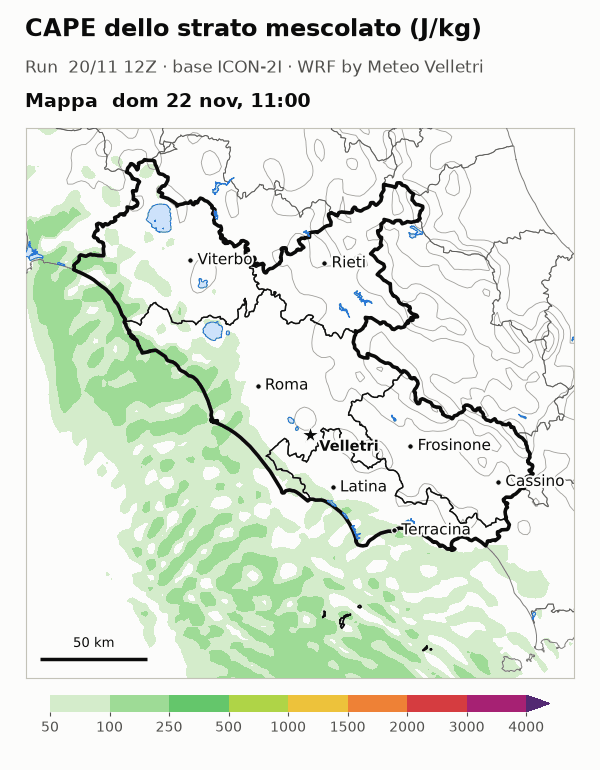 CAPE dello strato mescolato (J/kg)
Run  20/11 12Z · base ICON-2I · WRF by Meteo Velletri
Mappa  dom 22 nov, 11:00
Viterbo
Rieti
Roma
Velletri
Frosinone
Cassino
Latina
Terracina
50 km
50 100 250 500 1000 1500 2000 3000 4000